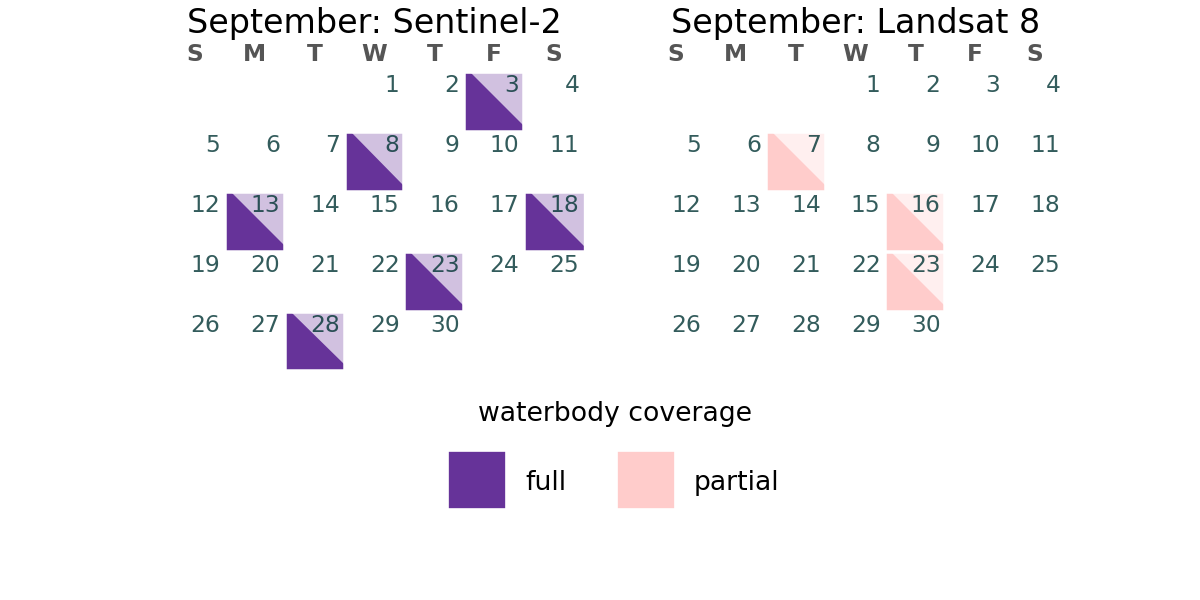 September: Sentinel-2
S M T W T F S
1 2 3 4
5 6 7 8 9 10 11
12 13 14 15 16 17 18
19 20 21 22 23 24 25
26 27 28 29 30
September: Landsat 8
S M T W T F S
1 2 3 4
5 6 7 8 9 10 11
12 13 14 15 16 17 18
19 20 21 22 23 24 25
26 27 28 29 30
waterbody coverage
full partial